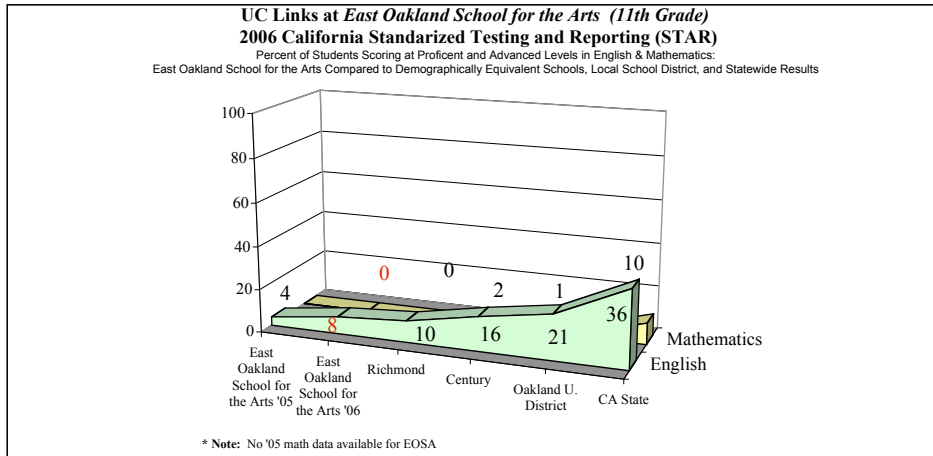 UC Links at East Oakland School for the Arts (11th Grade)
2006 California Standarized Testing and Reporting (STAR)
Percent of Students Scoring at Proficent and Advanced Levels in English & Mathematics:
East Oakland School for the Arts Compared to Demographically Equivalent Schools, Local School District, and Statewide Results
100
80
60
40
20
0
4
0
0
2
1
10
8
10
16
21
36
Mathematics
English
East
Oakland
School for
the Arts '05
East
Oakland
School for
the Arts '06
Richmond
Century
Oakland U.
District
CA State
* Note: No '05 math data available for EOSA